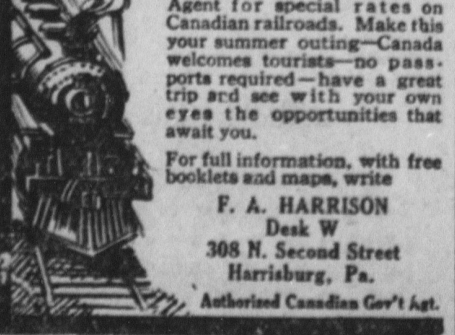 Agent for special rates on
Canadian railroads. Make this
your summer outing—Canada
welcomes tourists—no pass-
ports required—have a great
trip and see with your own
eyes the opportunities that
await you.
For full information, with free
booklets and maps, write
F. A. HARRISON
Desk W
308 N. Second Street
Harrisburg, Pa.
Authorized Canadian Gov't Agt.